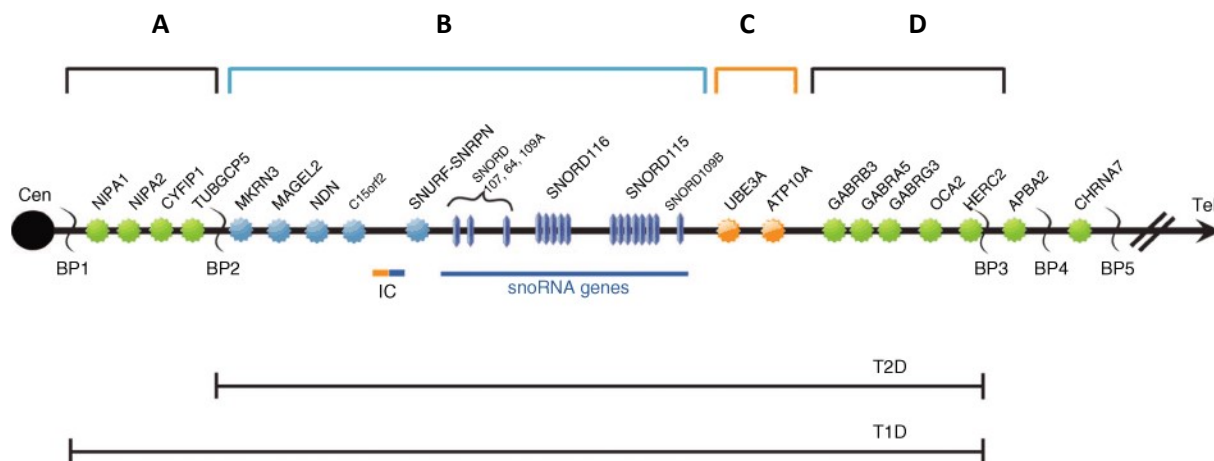 A B C D
Cen
NIPA1
NIPA2
CYFIP1
TUBGCP5
MKRN3
MAGEL2
NDN
C15orf2
SNURF-SNRPN
SNORD
107, 64, 109A
SNORD116
SNORD115
SNORD109B
UBE3A
ATP10A
GABRB3
GABRA5
GABRG3
OCA2
HERC2
APBA2
CHRNA7
Tel
BP1 BP2 BP3 BP4 BP5
IC
snoRNA genes
T2D
T1D